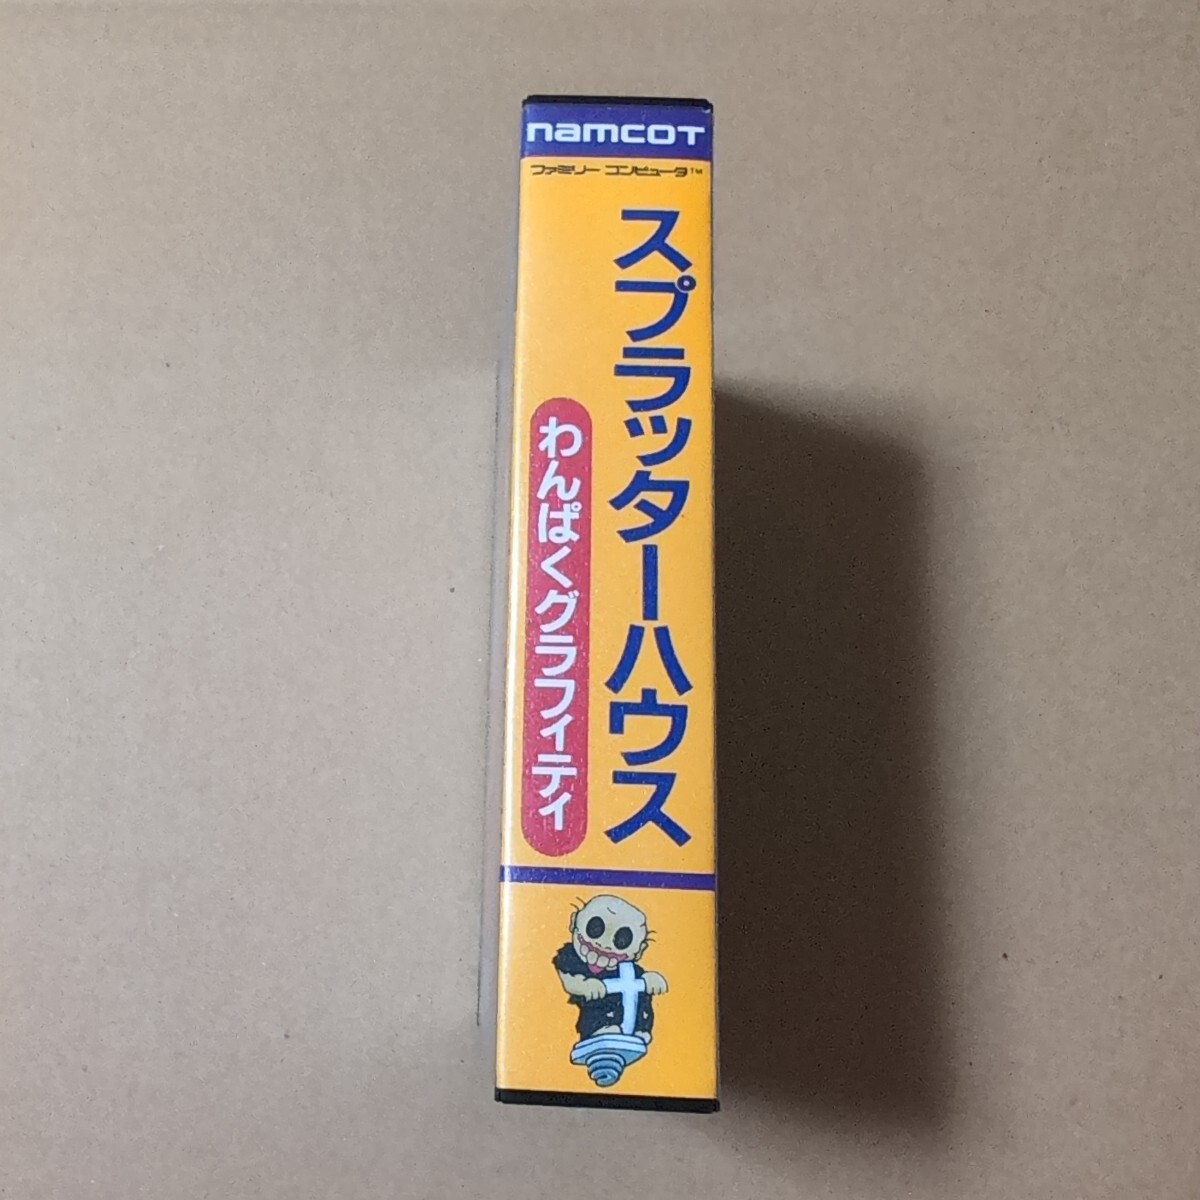 namcot
ファミリーコンピュータ™
スプラッターハウス
わんぱくグラフィティ